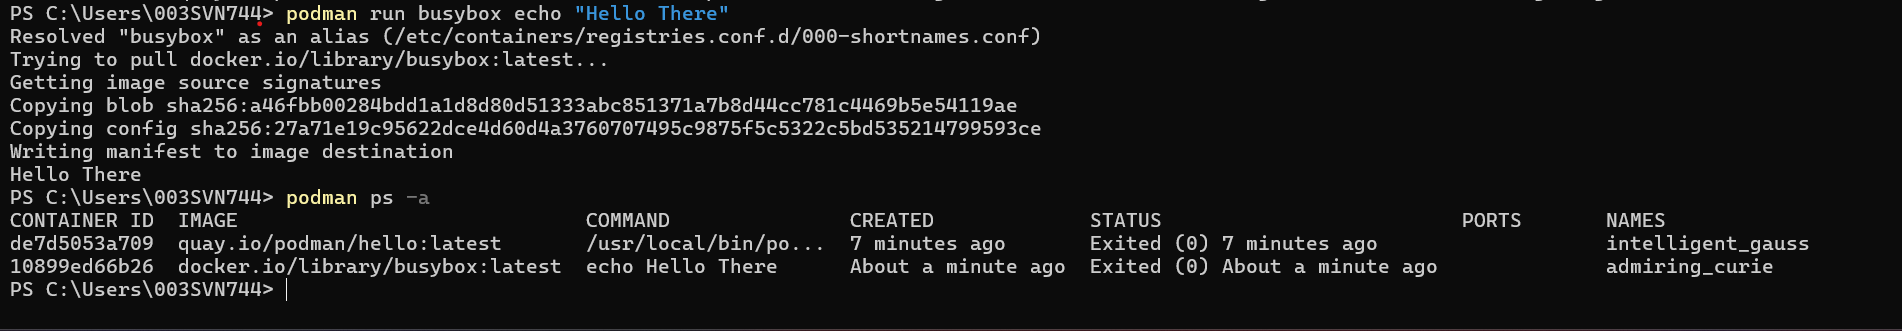 PS C:\Users\003SVN744> podman run busybox echo "Hello There"
Resolved "busybox" as an alias (/etc/containers/registries.conf.d/000-shortnames.conf)
Trying to pull docker.io/library/busybox:latest...
Getting image source signatures
Copying blob sha256:a46fbb00284bdd1a1d8d80d51333abc851371a7b8d44cc781c4469b5e54119ae
Copying config sha256:27a71e19c95622dce4d60d4a3760707495c9875f5c5322c5bd535214799593ce
Writing manifest to image destination
Hello There
PS C:\Users\003SVN744> podman ps -a
CONTAINER ID  IMAGE                             COMMAND               CREATED             STATUS                         PORTS       NAMES
de7d5053a709  quay.io/podman/hello:latest       /usr/local/bin/po...  7 minutes ago       Exited (0) 7 minutes ago                   intelligent_gauss
10899ed66b26  docker.io/library/busybox:latest  echo Hello There      About a minute ago  Exited (0) About a minute ago              admiring_curie
PS C:\Users\003SVN744>